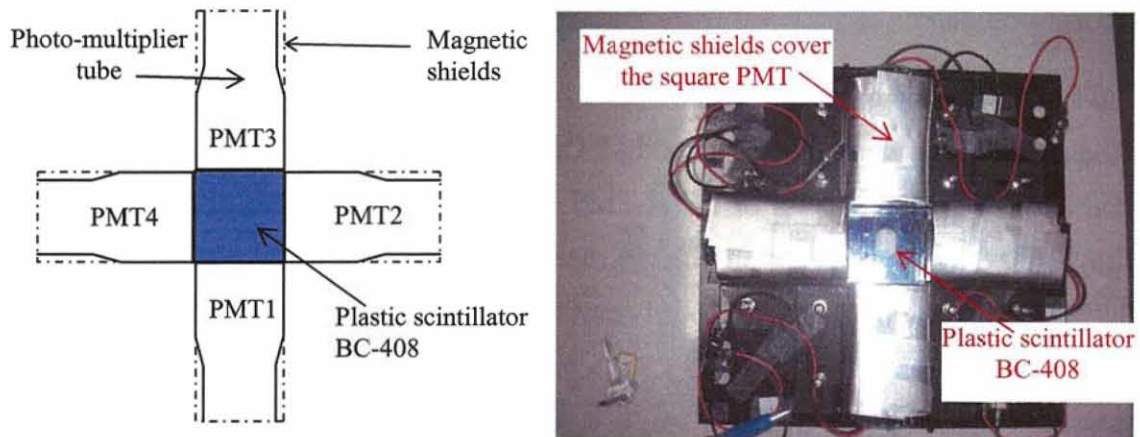 Photo-multiplier
tube
Magnetic
shields
PMT3
PMT4
PMT2
PMT1
Plastic scintillator
BC-408
Magnetic shields cover
the square PMT
Plastic scintillator
BC-408